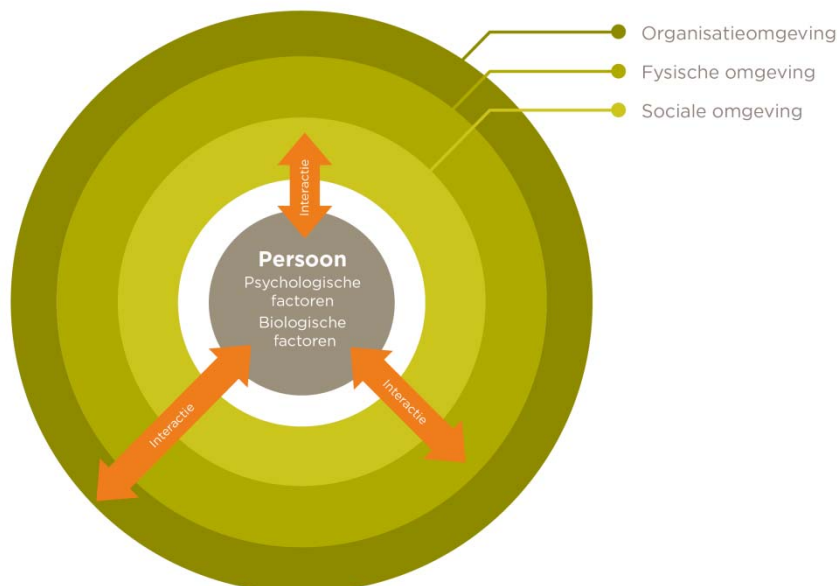 Organisatieomgeving
Fysische omgeving
Sociale omgeving
Interactie
Persoon
Psychologische
factoren
Biologische
factoren
Interactie
Interactie